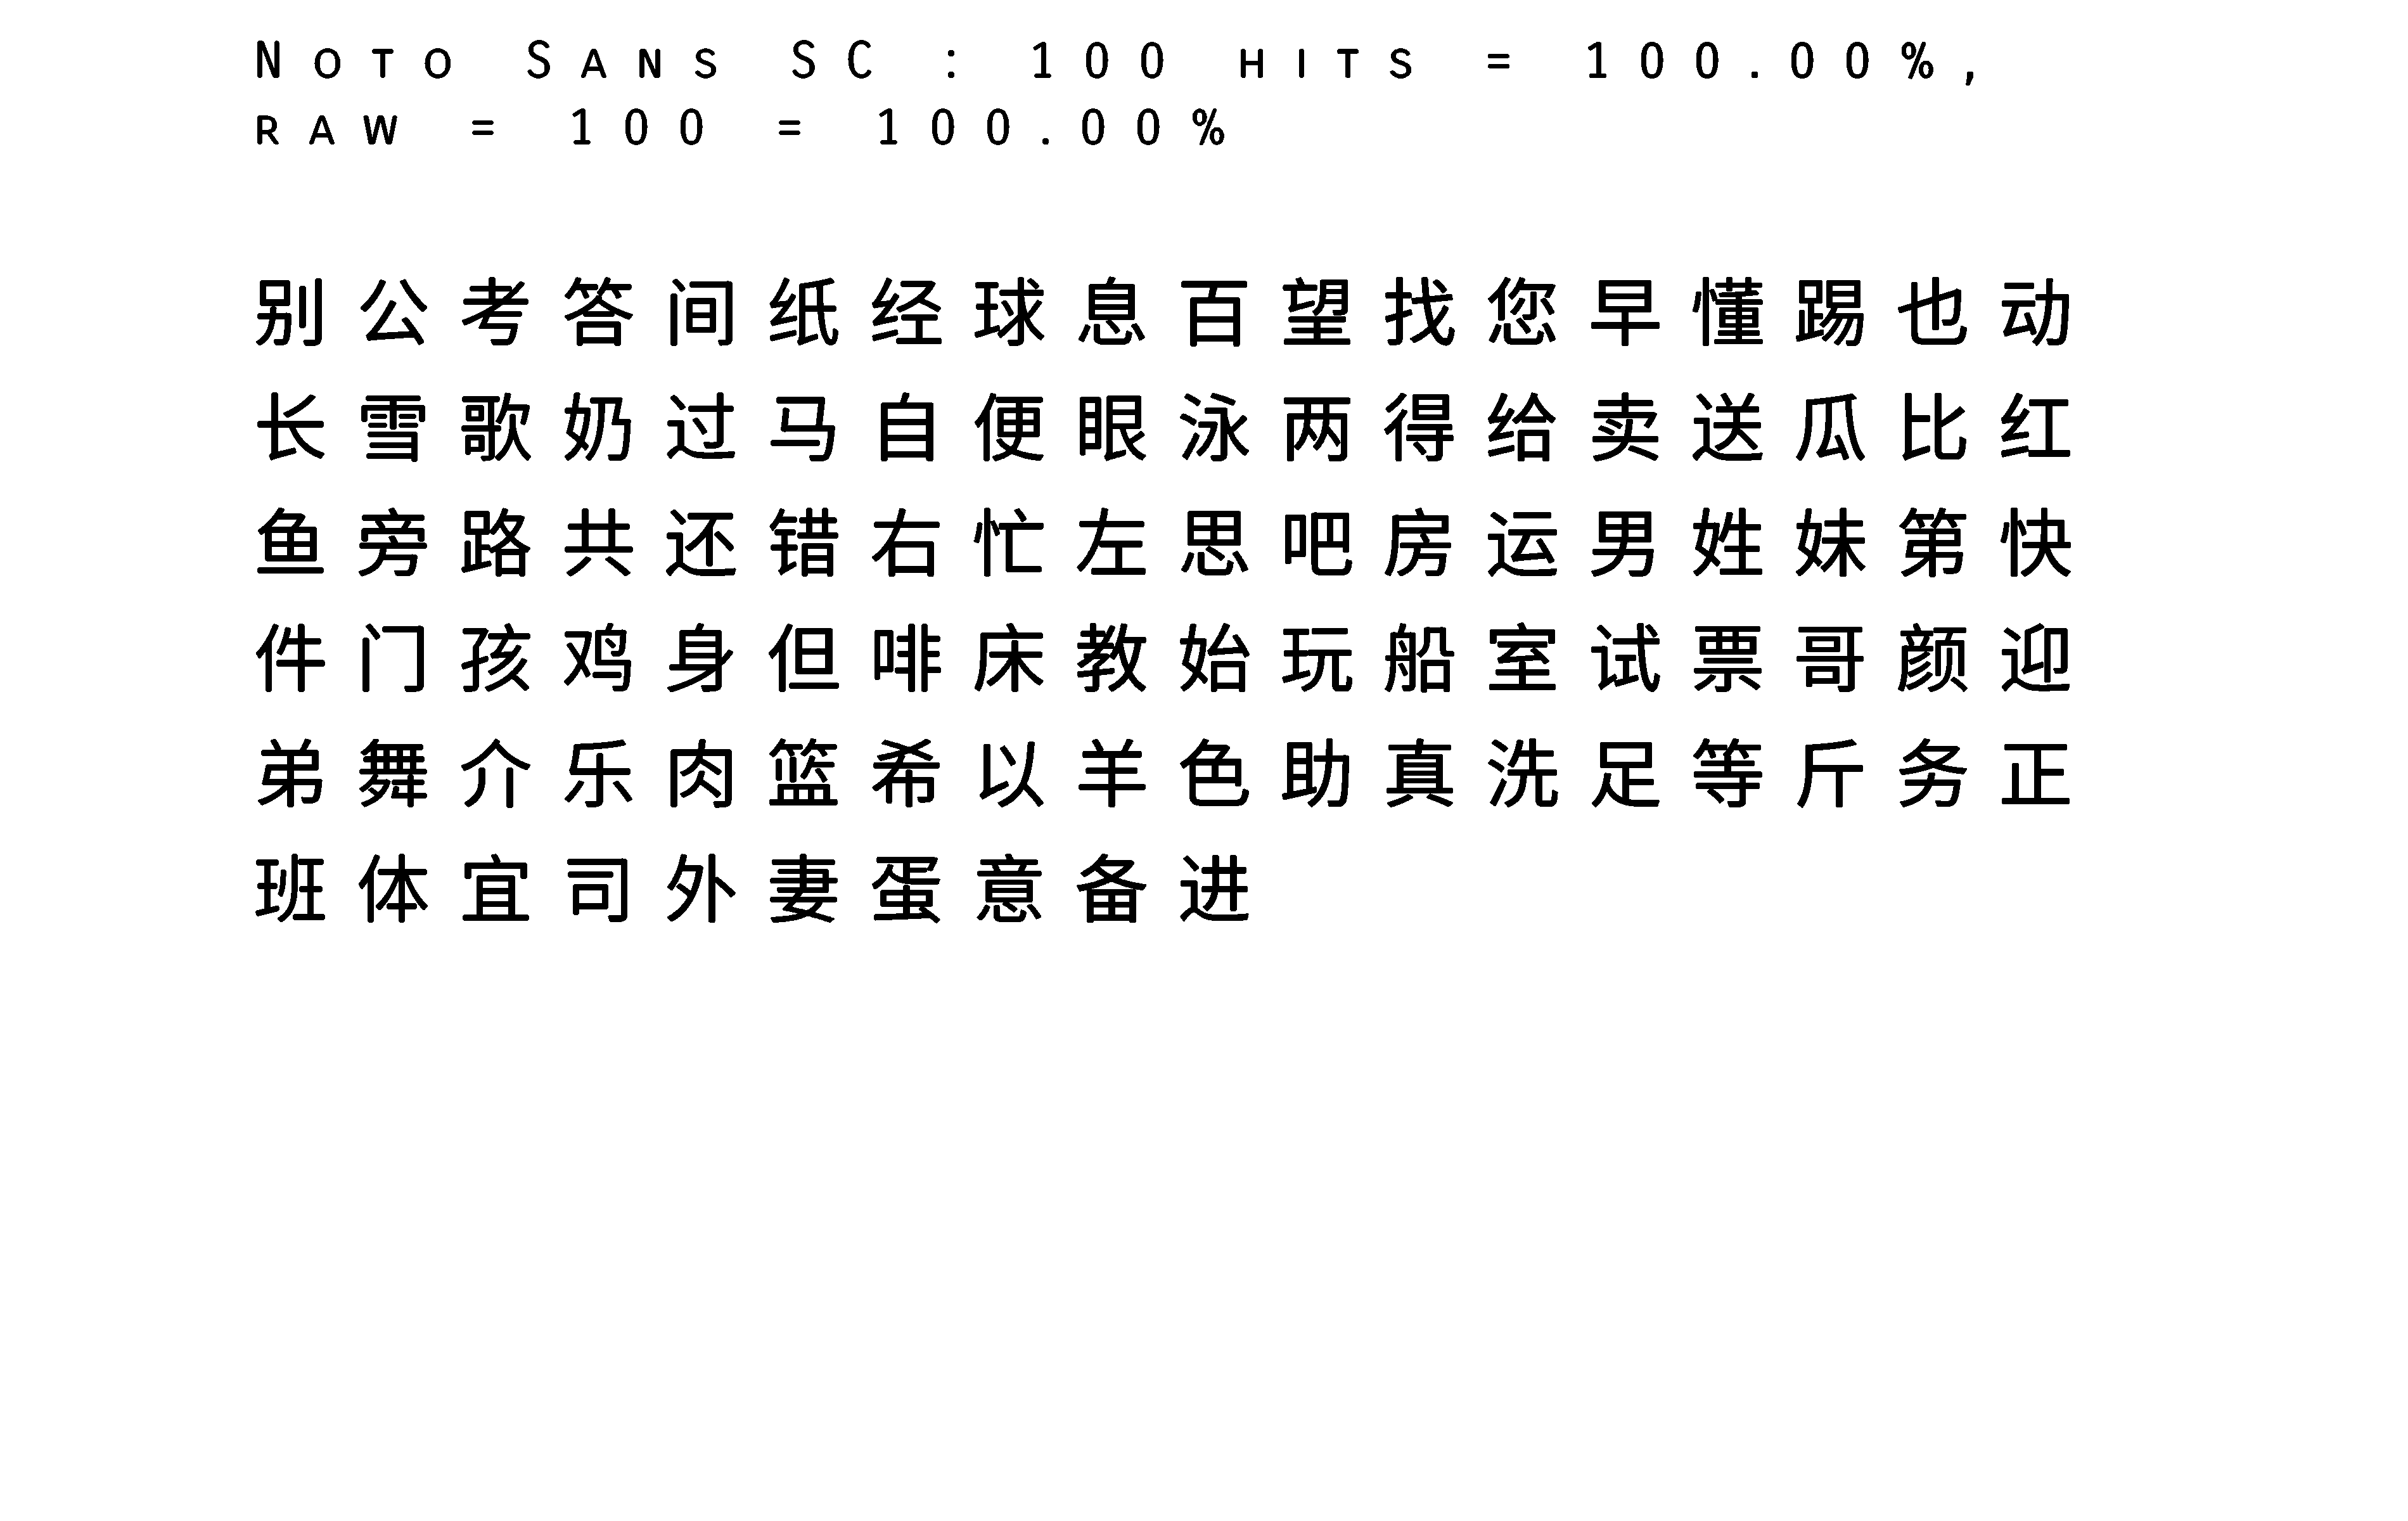 Noto Sans SC : 100 hits = 100.00%,
raw = 100 = 100.00%
别公考答间纸经球息百望找您早懂踢也动
长雪歌奶过马自便眼泳两得给卖送瓜比红
鱼旁路共还错右忙左思吧房运男姓妹第快
件门孩鸡身但啡床教始玩船室试票哥颜迎
弟舞介乐肉篮希以羊色助真洗足等斤务正
班体宜司外妻蛋意备进